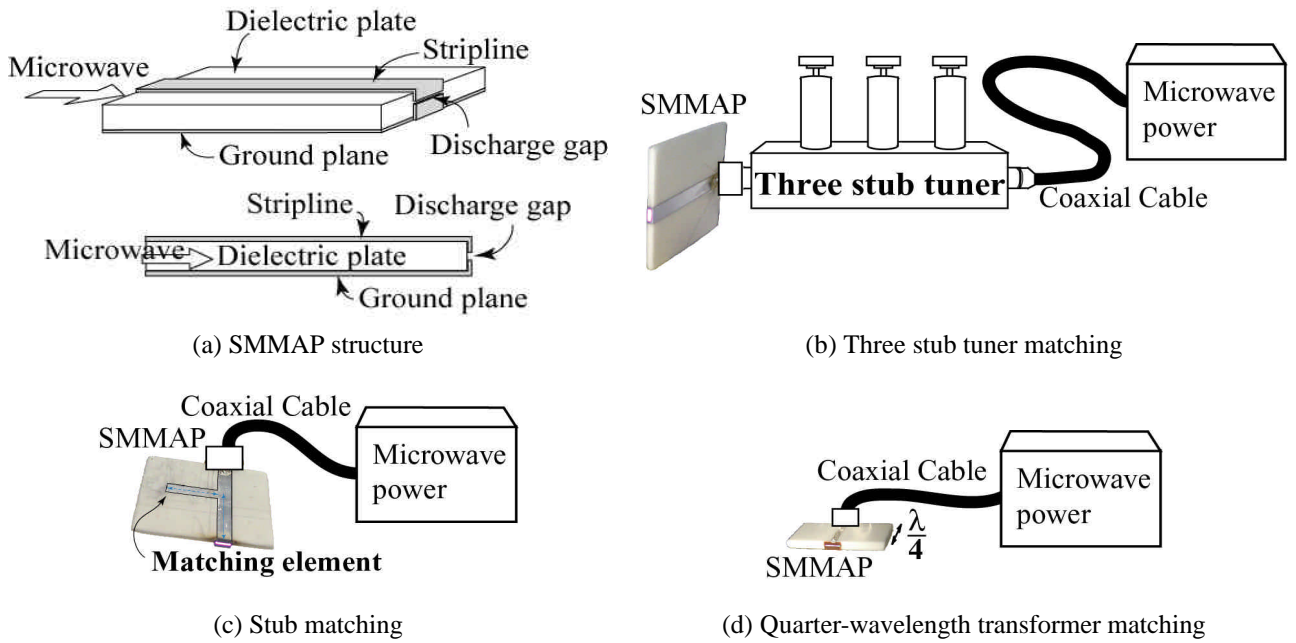 Dielectric plate
Stripline
Microwave
Discharge gap
Ground plane
Stripline
Discharge gap
Microwave
Dielectric plate
Ground plane
(a) SMMAP structure
SMMAP
Three stub tuner
Microwave
power
Coaxial Cable
(b) Three stub tuner matching
Coaxial Cable
SMMAP
Microwave
power
Matching element
(c) Stub matching
Coaxial Cable
Microwave
power
λ
4
SMMAP
(d) Quarter-wavelength transformer matching